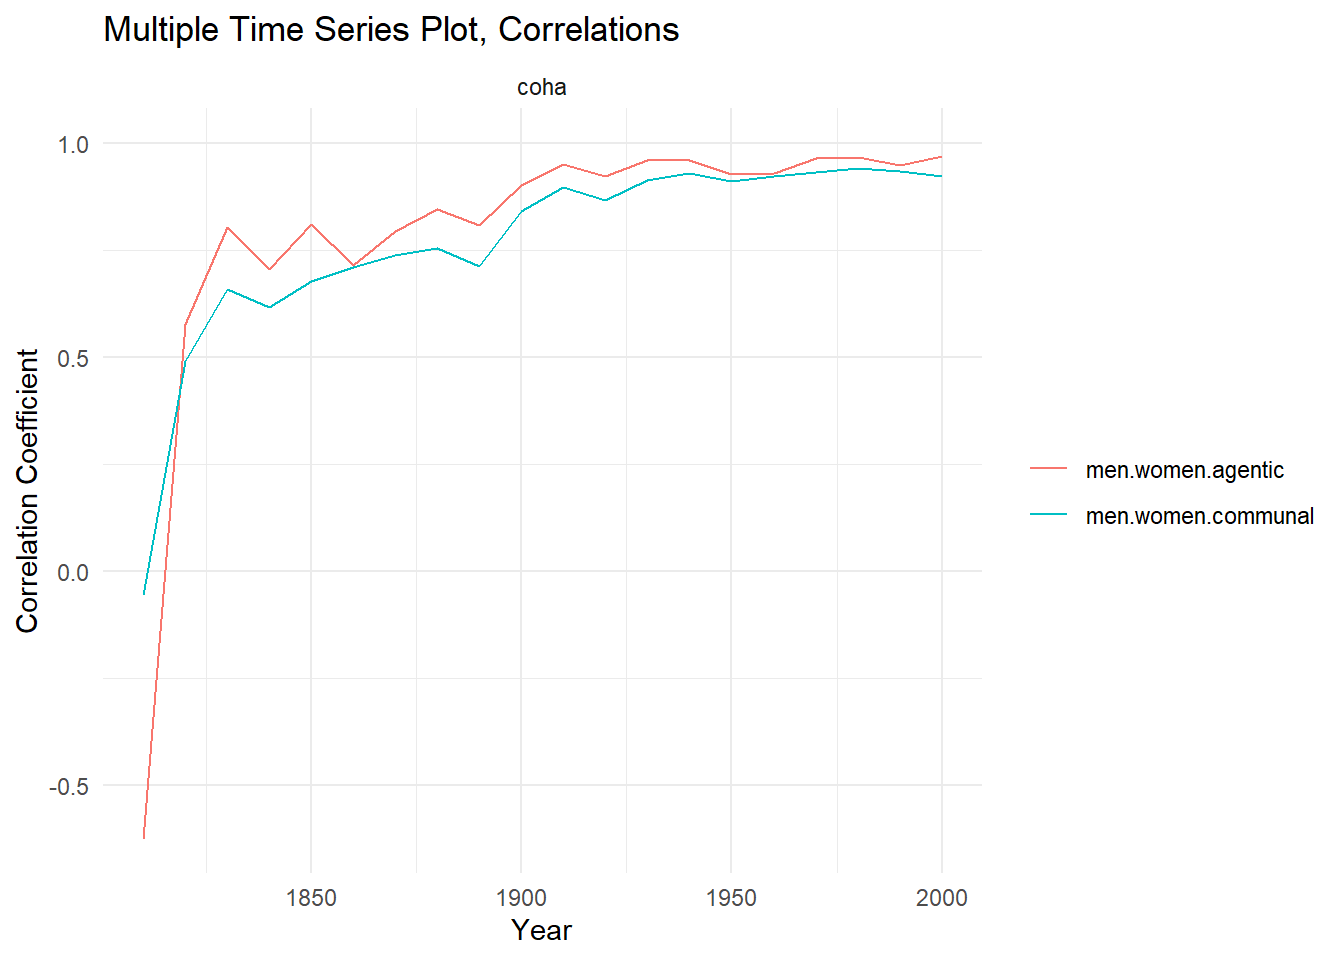 Multiple Time Series Plot, Correlations
coha
1.0
0.5
0.0
-0.5
Correlation Coefficient
1850
1900
1950
2000
Year
men.women.agentic
men.women.communal